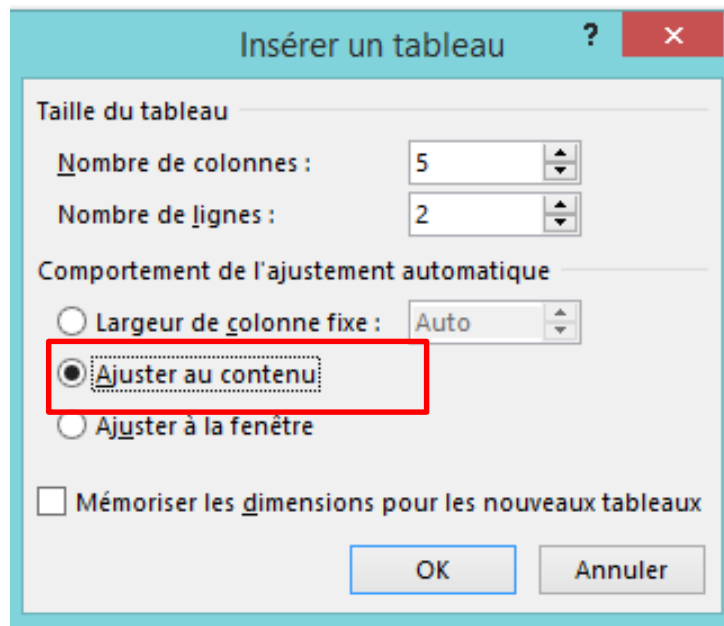 Insérer un tableau ? ×
Taille du tableau
Nombre de colonnes : 5
Nombre de lignes : 2
Comportement de l'ajustement automatique
Largeur de colonne fixe : Auto
Ajuster au contenu
Ajuster à la fenêtre
Mémoriser les dimensions pour les nouveaux tableaux
OK Annuler